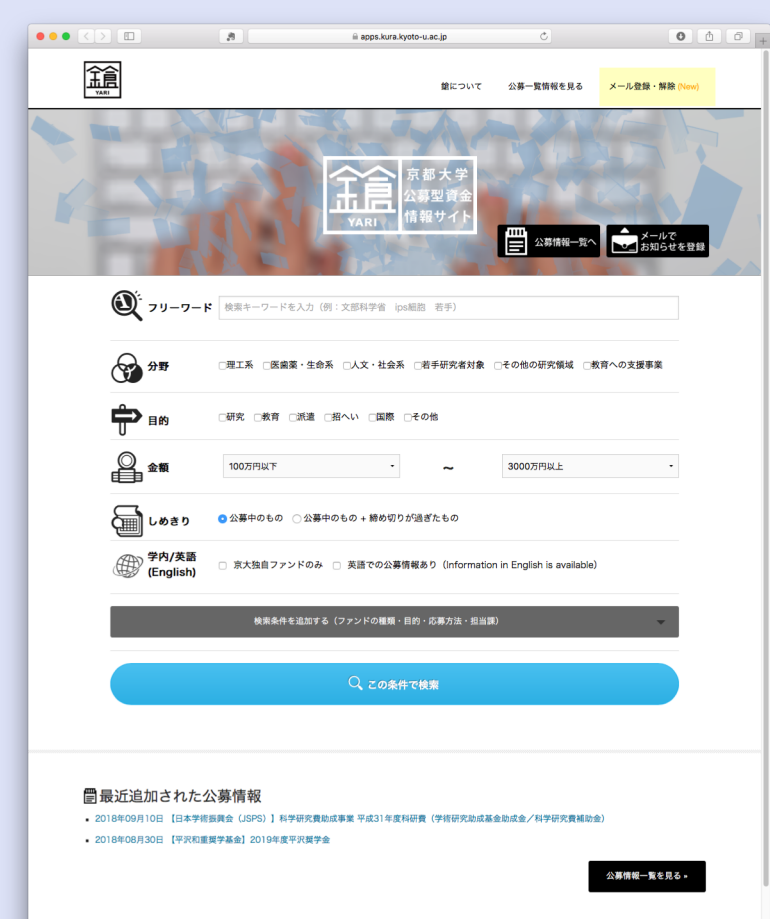 apps.kura.kyoto-u.ac.jp
鎗
YARI
鎗について
公募一覧情報を見る
メール登録・解除 (New)
鎗
YARI
京都大学
公募型資金
情報サイト
公募情報一覧へ
メールで
お知らせを登録
フリーワード
検索キーワードを入力（例：文部科学省　ips細胞　若手）
分野
理工系 医歯薬・生命系 人文・社会系 若手研究者対象 その他の研究領域 教育への支援事業
目的
研究 教育 派遣 招へい 国際 その他
金額
100万円以下 ～ 3000万円以上
しめきり
公募中のもの 公募中のもの + 締め切りが過ぎたもの
学内/英語
(English)
京大独自ファンドのみ 英語での公募情報あり（Information in English is available）
検索条件を追加する（ファンドの種類・目的・応募方法・担当課）
この条件で検索
最近追加された公募情報
2018年09月10日 【日本学術振興会（JSPS）】科学研究費助成事業 平成31年度科研費（学術研究助成基金助成金／科学研究費補助金）
2018年08月30日 【平沢和重奨学基金】2019年度平沢奨学金
公募情報一覧を見る »